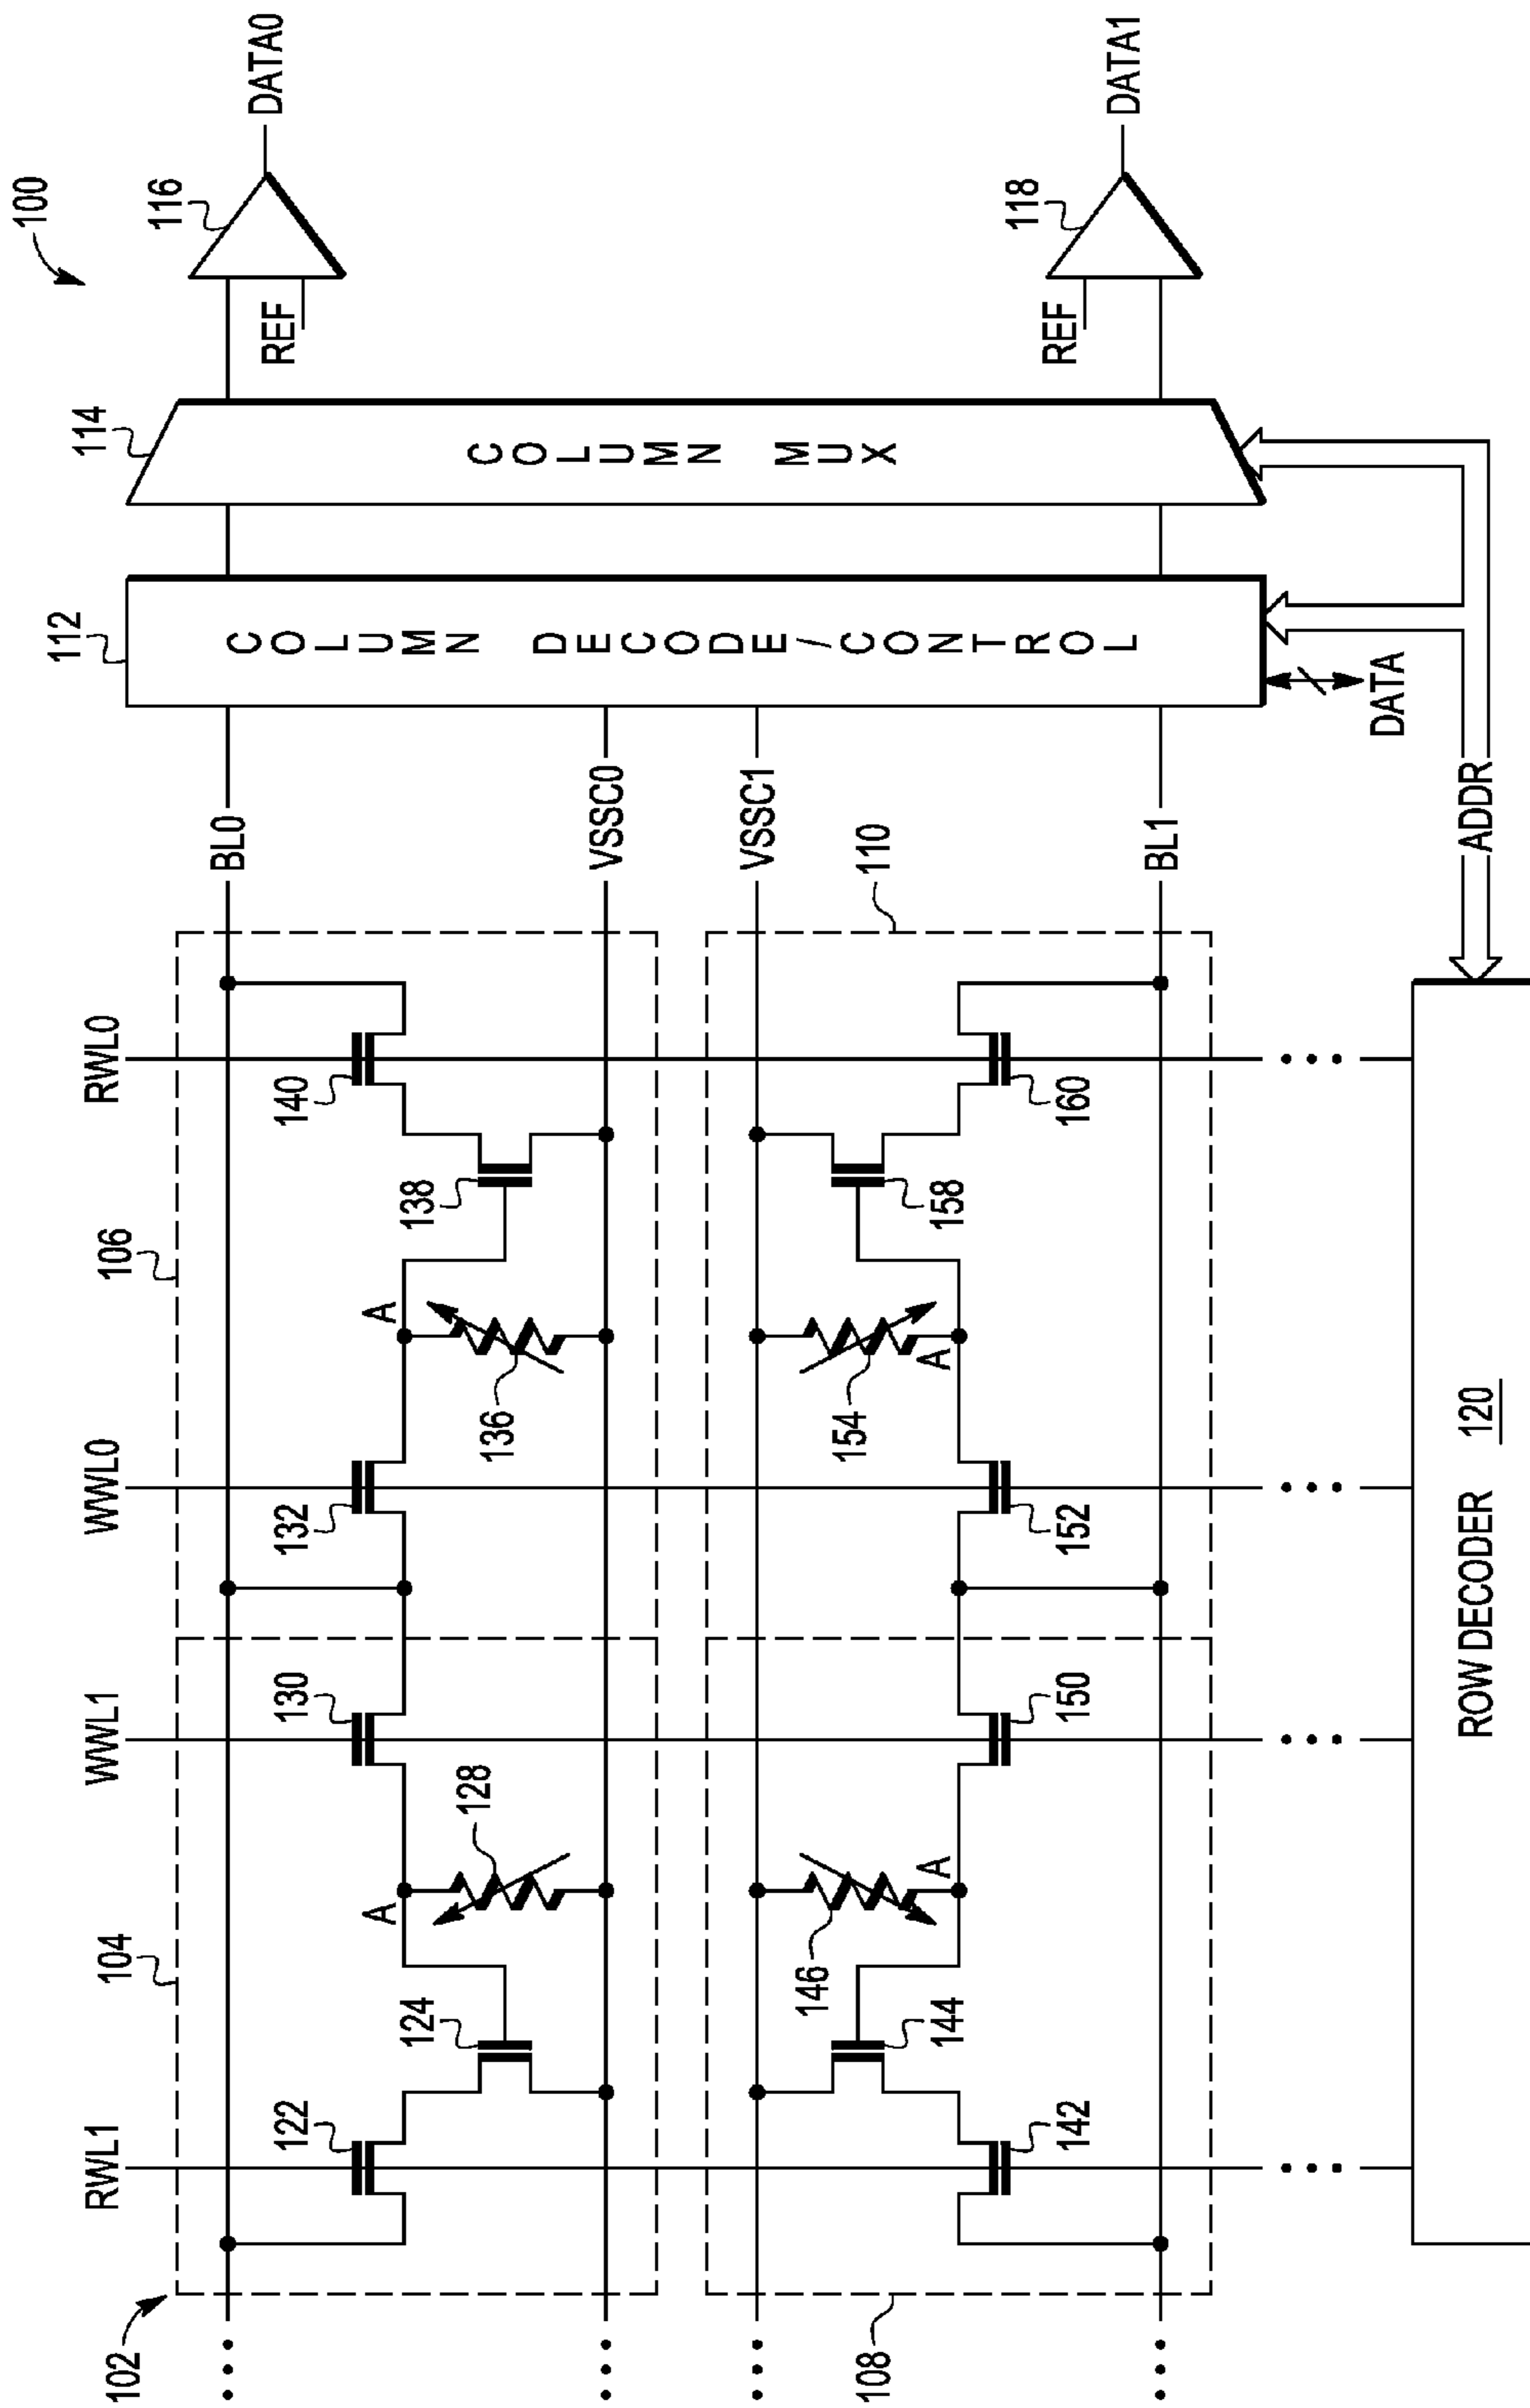 100
102
RWL1
WWL1
WWL0
RWL0
104
106
122
130
132
140
124
128
136
138
A
A
BL0
VSSC0
VSSC1
BL1
146
154
144
158
A
A
142
150
152
160
108
110
112
COLUMN DECODE/CONTROL
114
COLUMN MUX
116
REF
DATA0
118
REF
DATA1
DATA
ADDR
ROW DECODER 120